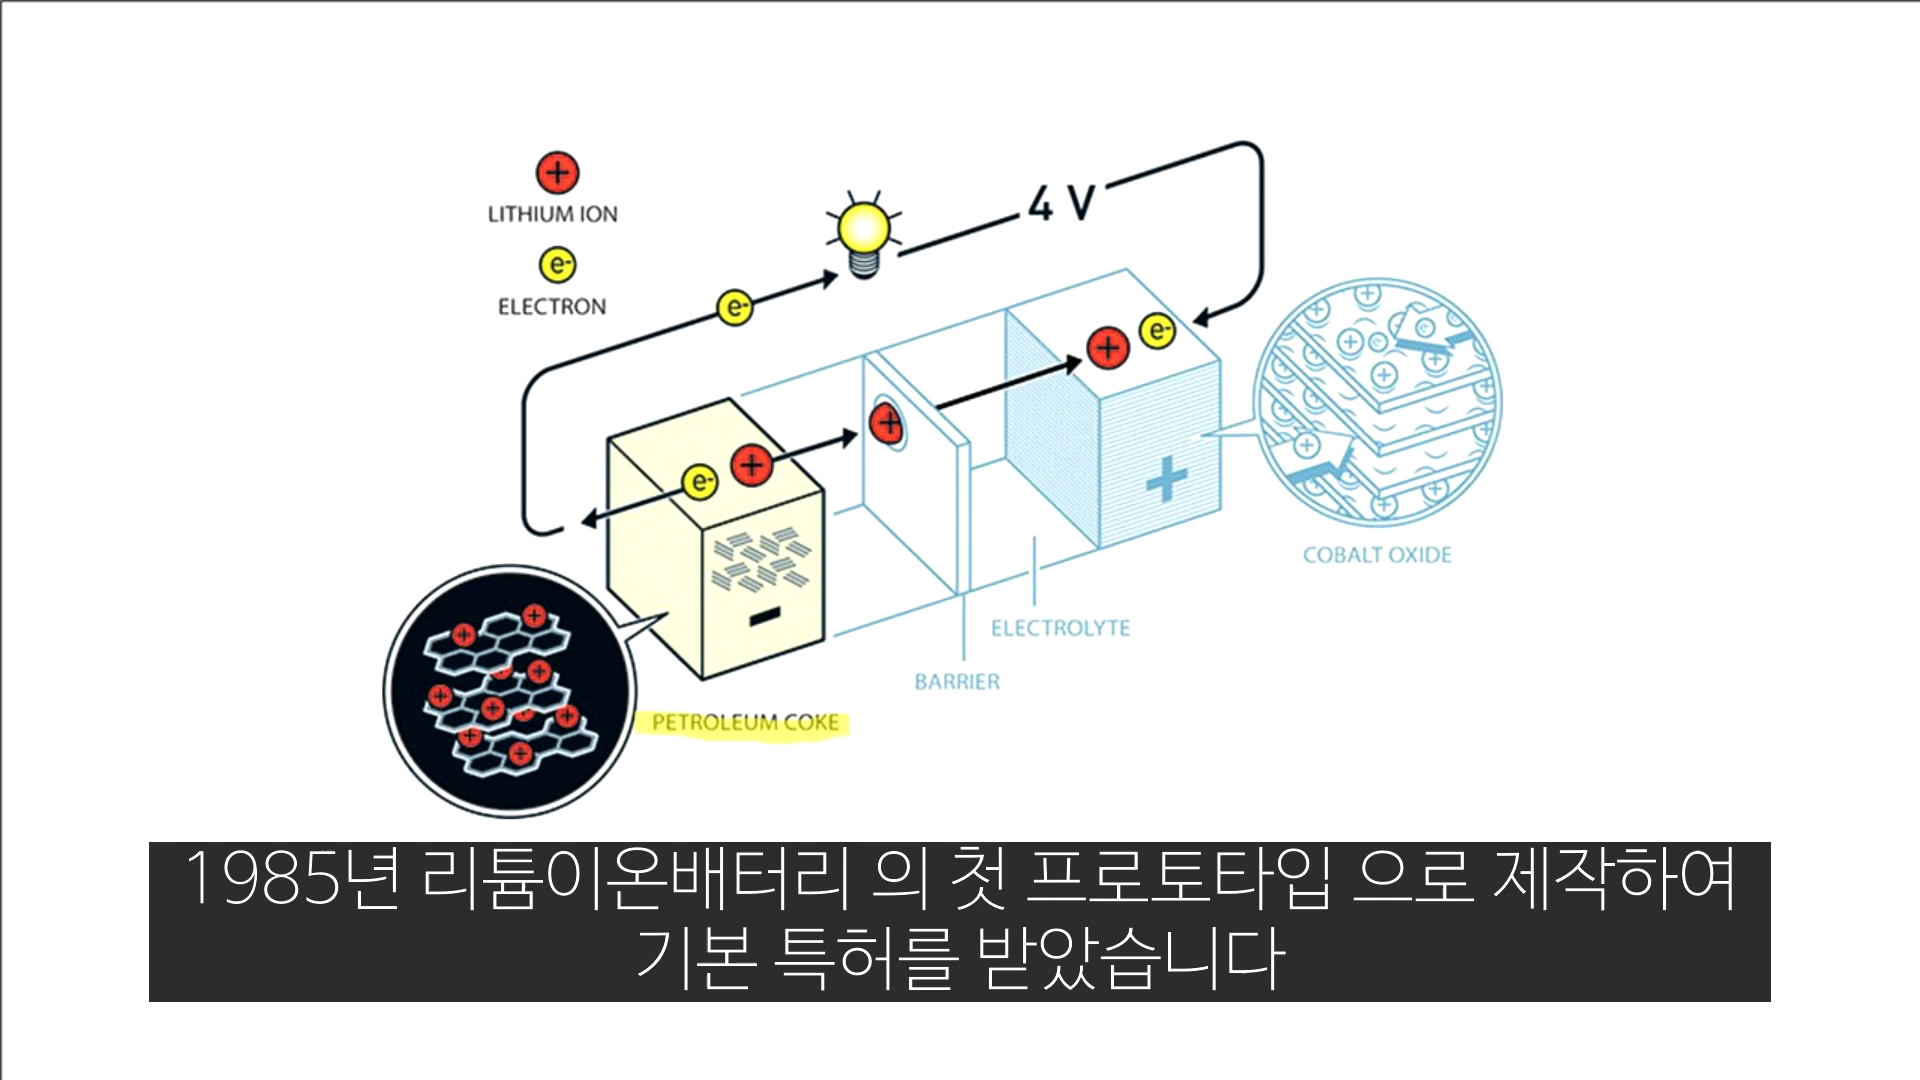 +
LITHIUM ION
e-
ELECTRON
4 V
e-
+ e-
+
e- +
+
-
COBALT OXIDE
ELECTROLYTE
BARRIER
PETROLEUM COKE
1985년 리튬이온배터리 의 첫 프로토타입 으로 제작하여
기본 특허를 받았습니다